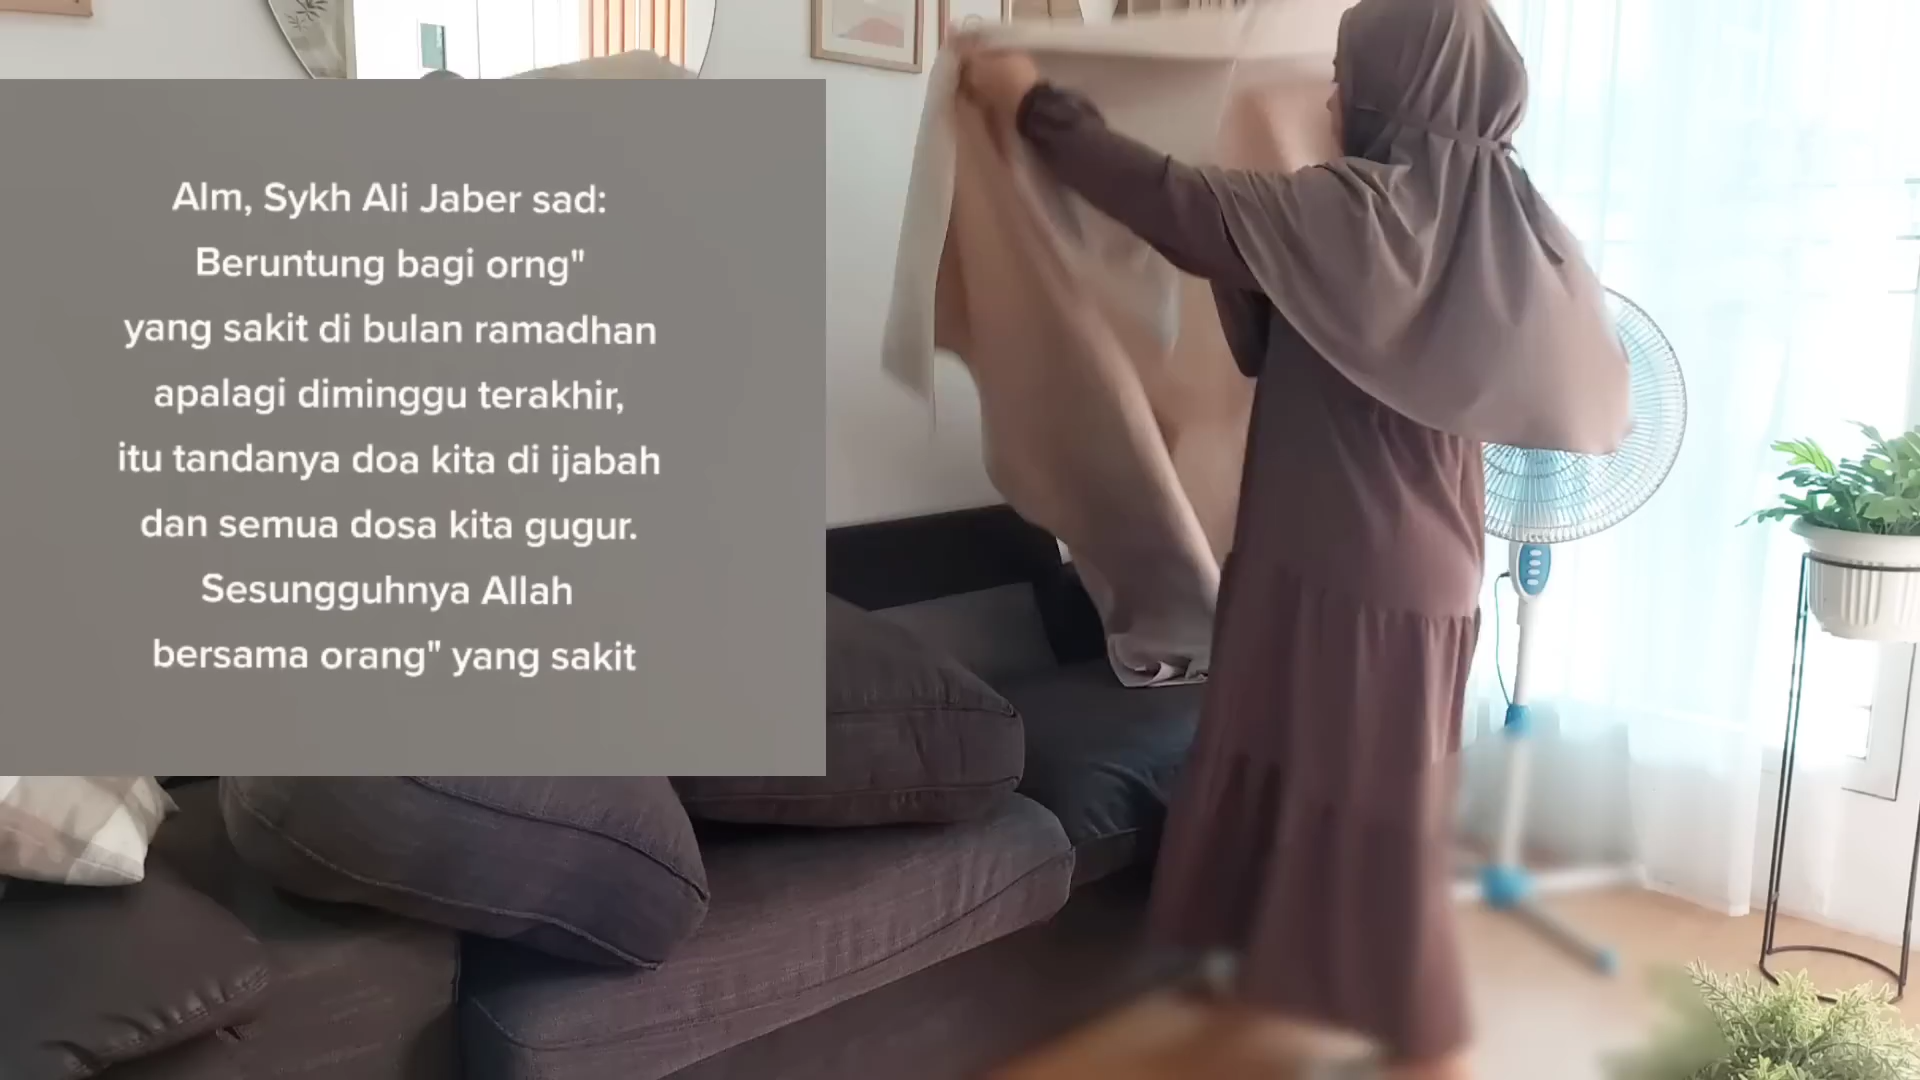 Alm, Sykh Ali Jaber sad:
Beruntung bagi orng"
yang sakit di bulan ramadhan
apalagi diminggu terakhir,
itu tandanya doa kita di ijabah
dan semua dosa kita gugur.
Sesungguhnya Allah
bersama orang" yang sakit